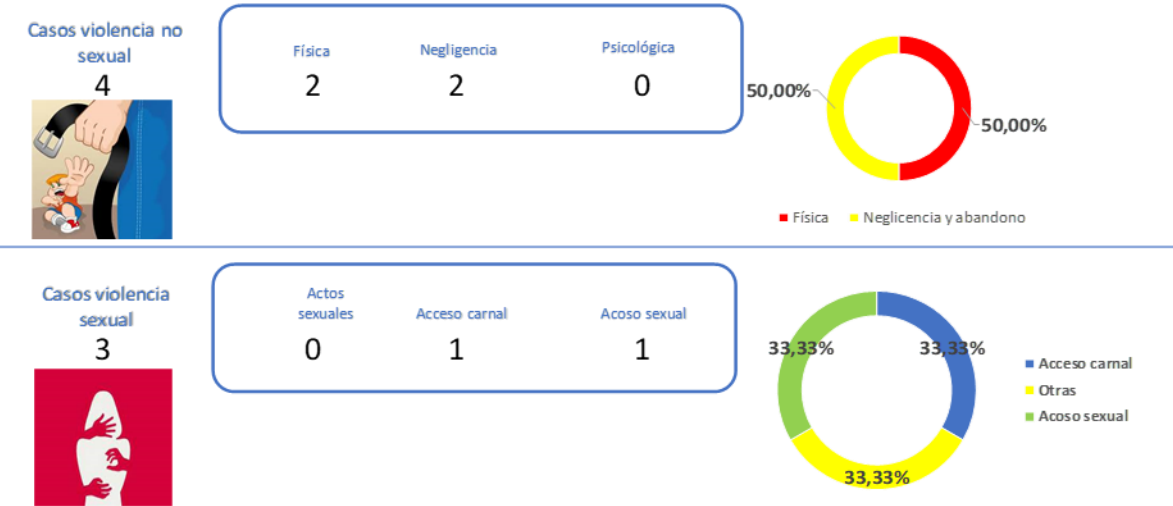 Casos violencia no
sexual
4
Física
Negligencia
Psicológica
2
2
0
50,00%
50,00%
Física
Neglicencia y abandono
Casos violencia
sexual
3
Actos
sexuales
Acceso carnal
Acoso sexual
0
1
1
33,33%
33,33%
33,33%
Acceso carnal
Otras
Acoso sexual